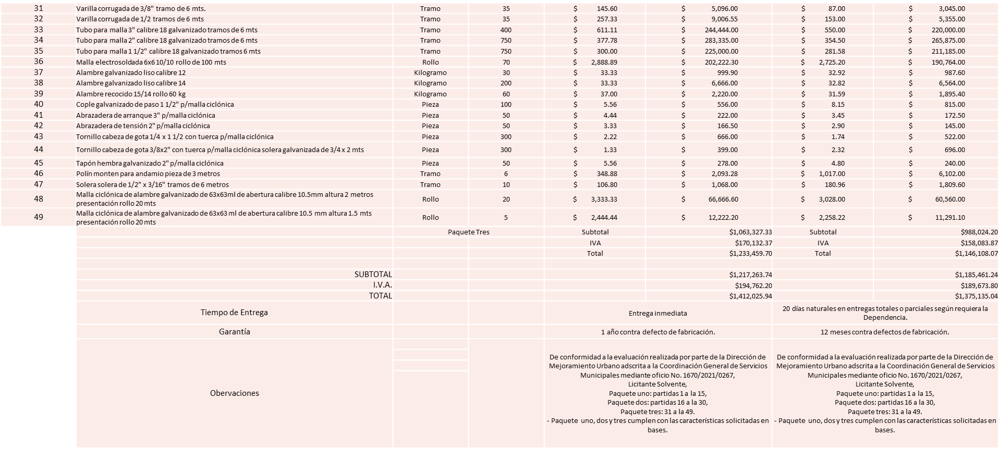 31 Varilla corrugada de 3/8" tramo de 6 mts. Tramo 35 $ 145.60 $ 5,096.00 $ 87.00 $ 3,045.00
32 Varilla corrugada de 1/2 tramos de 6 mts Tramo 35 $ 257.33 $ 9,006.55 $ 153.00 $ 5,355.00
33 Tubo para malla 3" calibre 18 galvanizado tramos de 6 mts Tramo 400 $ 611.11 $ 244,444.00 $ 550.00 $ 220,000.00
34 Tubo para malla 2" calibre 18 galvanizado tramos de 6 mts Tramo 750 $ 377.78 $ 283,335.00 $ 354.50 $ 265,875.00
35 Tubo para malla 1 1/2" calibre 18 galvanizado tramos 6 mts Tramo 750 $ 300.00 $ 225,000.00 $ 281.58 $ 211,185.00
36 Malla electrosoldada 6x6 10/10 rollo de 100 mts Rollo 70 $ 2,888.89 $ 202,222.30 $ 2,725.20 $ 190,764.00
37 Alambre galvanizado liso calibre 12 Kilogramo 30 $ 33.33 $ 999.90 $ 32.92 $ 987.60
38 Alambre galvanizado liso calibre 14 Kilogramo 200 $ 33.33 $ 6,666.00 $ 32.82 $ 6,564.00
39 Alambre recocido 15/14 rollo 60 kg Kilogramo 60 $ 37.00 $ 2,220.00 $ 31.59 $ 1,895.40
40 Cople galvanizado de paso 1 1/2" p/malla ciclónica Pieza 100 $ 5.56 $ 556.00 $ 8.15 $ 815.00
41 Abrazadera de arranque 3" p/malla ciclónica Pieza 50 $ 4.44 $ 222.00 $ 3.45 $ 172.50
42 Abrazadera de tensión 2" p/malla ciclónica Pieza 50 $ 3.33 $ 166.50 $ 2.90 $ 145.00
43 Tornillo cabeza de gota 1/4 x 1 1/2 con tuerca p/malla ciclónica Pieza 300 $ 2.22 $ 666.00 $ 1.74 $ 522.00
44 Tornillo cabeza de gota 3/8x2" con tuerca p/malla ciclónica solera galvanizada de 3/4 x 2 mts Pieza 300 $ 1.33 $ 399.00 $ 2.32 $ 696.00
45 Tapón hembra galvanizado 2" p/malla ciclónica Pieza 50 $ 5.56 $ 278.00 $ 4.80 $ 240.00
46 Polín monten para andamio pieza de 3 metros Tramo 6 $ 348.88 $ 2,093.28 $ 1,017.00 $ 6,102.00
47 Solera solera de 1/2" x 3/16" tramos de 6 metros Tramo 10 $ 106.80 $ 1,068.00 $ 180.96 $ 1,809.60
48 Malla ciclónica de alambre galvanizado de 63x63ml de abertura calibre 10.5mm altura 2 metros
presentación rollo 20 mts Rollo 20 $ 3,333.33 $ 66,666.60 $ 3,028.00 $ 60,560.00
49 Malla ciclónica de alambre galvanizado de 63x63 ml de abertura calibre 10.5 mm altura 1.5 mts
presentación rollo 20 mts Rollo 5 $ 2,444.44 $ 12,222.20 $ 2,258.22 $ 11,291.10
Paquete Tres Subtotal $1,063,327.33 Subtotal $988,024.20
IVA $170,132.37 IVA $158,083.87
Total $1,233,459.70 Total $1,146,108.07
SUBTOTAL $1,217,263.74 $1,185,461.24
I.V.A. $194,762.20 $189,673.80
TOTAL $1,412,025.94 $1,375,135.04
Tiempo de Entrega
Entrega inmediata
20 días naturales en entregas totales o parciales según requiera la
Dependencia.
Garantía 1 año contra defecto de fabricación. 12 meses contra defectos de fabricación.
Obervaciones
De conformidad a la evaluación realizada por parte de la Dirección de
Mejoramiento Urbano adscrita a la Coordinación General de Servicios
Municipales mediante oficio No. 1670/2021/0267,
Licitante Solvente,
Paquete uno: partidas 1 a la 15,
Paquete dos: partidas 16 a la 30,
Paquete tres: 31 a la 49.
- Paquete uno, dos y tres cumplen con las características solicitadas en
bases.
De conformidad a la evaluación realizada por parte de la Dirección de
Mejoramiento Urbano adscrita a la Coordinación General de Servicios
Municipales mediante oficio No. 1670/2021/0267,
Licitante Solvente,
Paquete uno: partidas 1 a la 15,
Paquete dos: partidas 16 a la 30,
Paquete tres: 31 a la 49.
- Paquete uno, dos y tres cumplen con las características solicitadas en
bases.